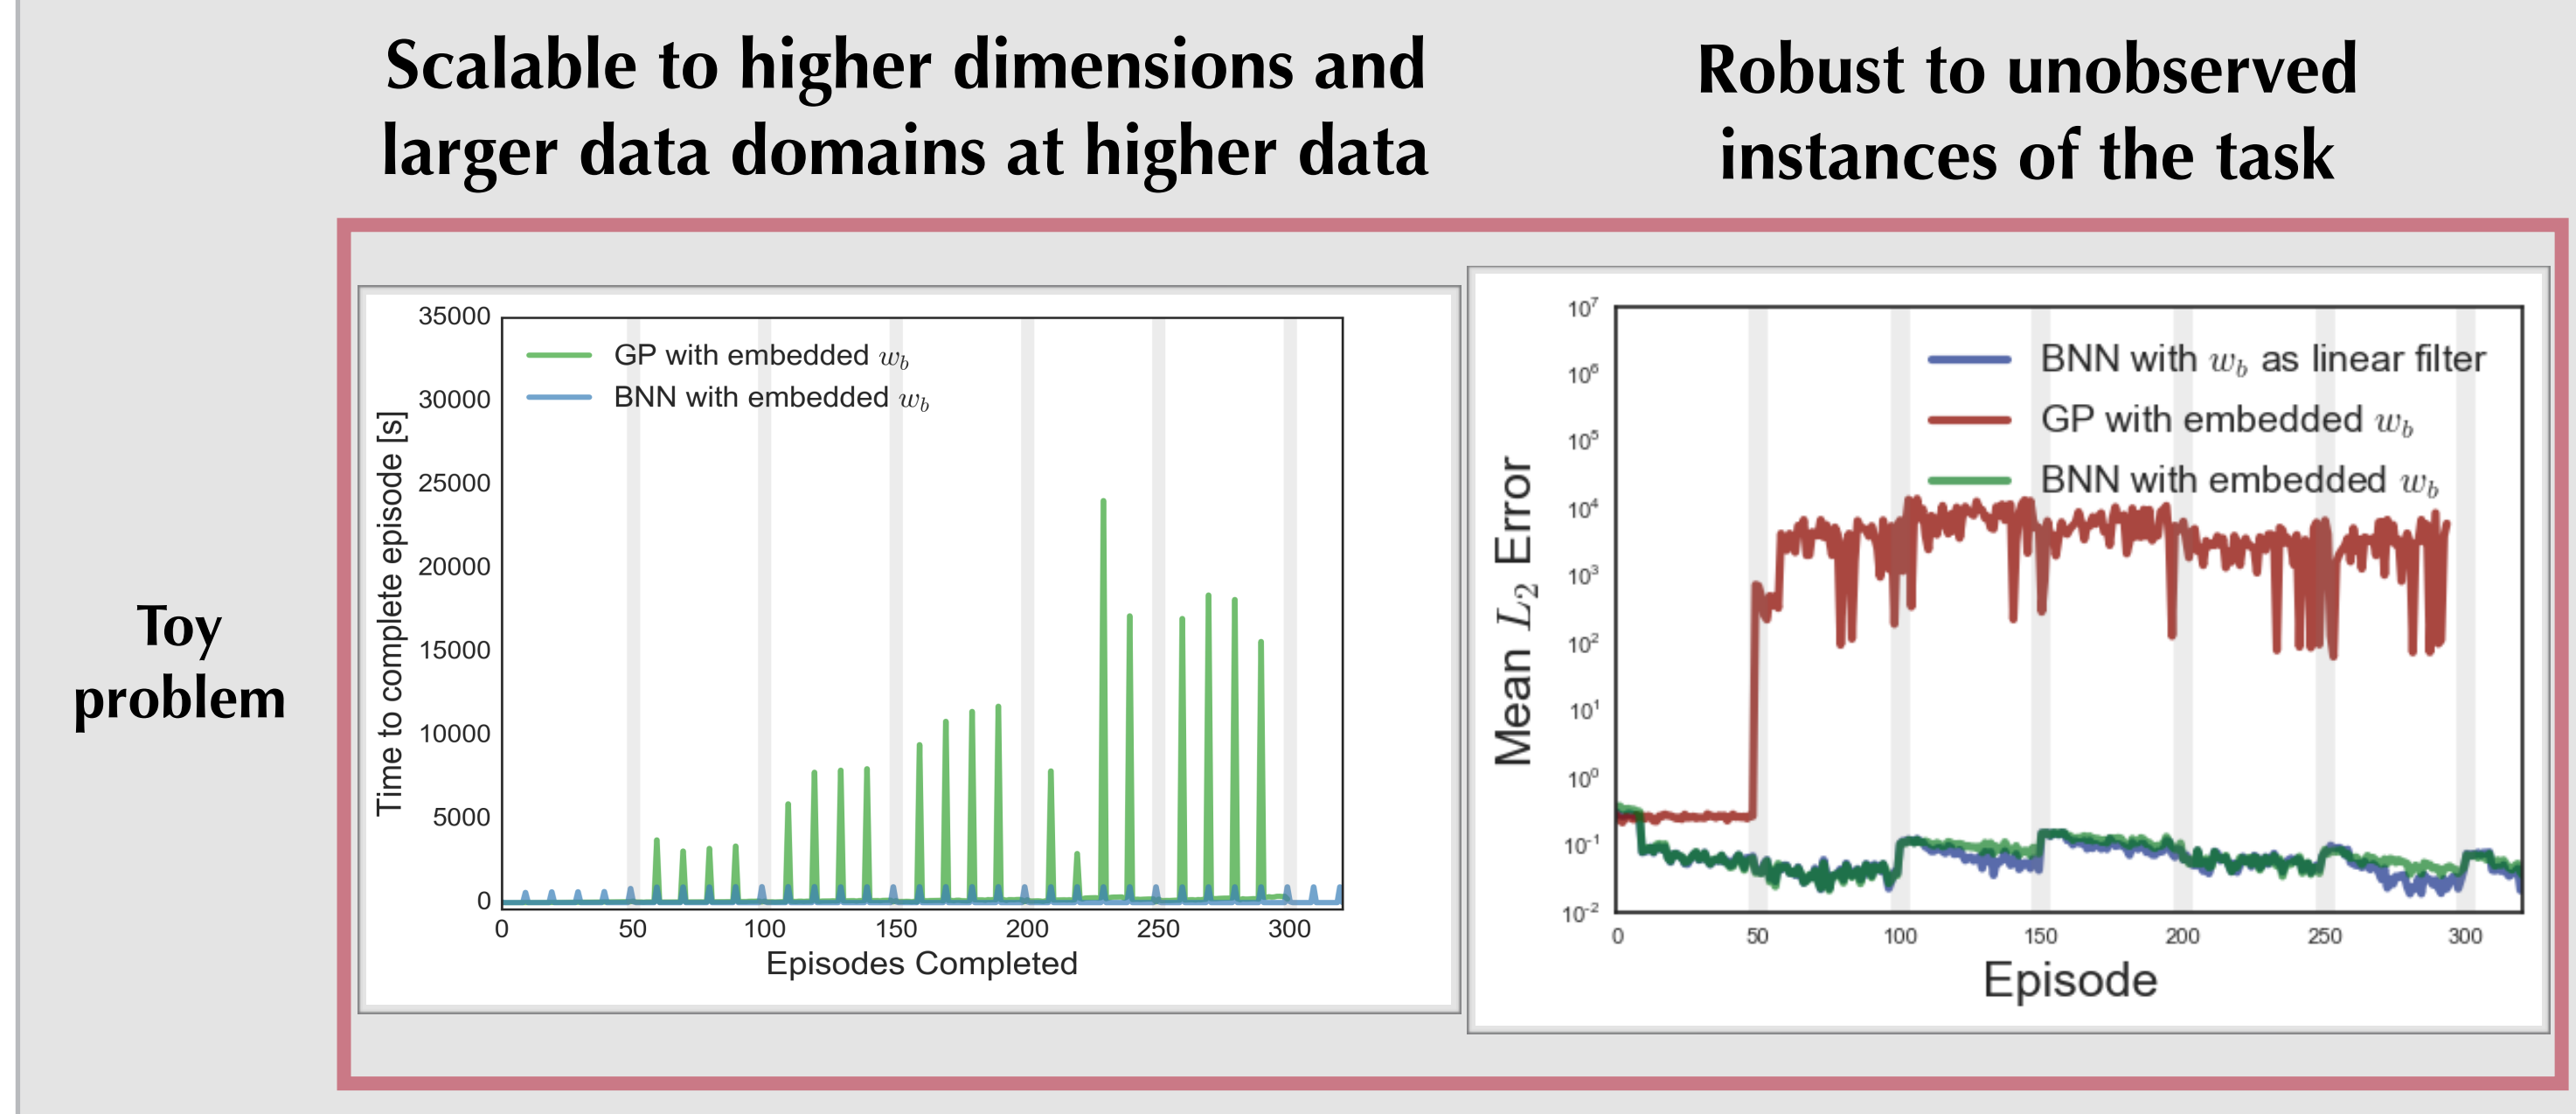 Scalable to higher dimensions and
larger data domains at higher data
Robust to unobserved
instances of the task
Toy
problem
35000
30000
25000
20000
15000
10000
5000
0
Time to complete episode [s]
GP with embedded w_b
BNN with embedded w_b
0 50 100 150 200 250 300
Episodes Completed
10^7
10^6
10^5
10^4
10^3
10^2
10^1
10^0
10^-1
10^-2
Mean L_2 Error
BNN with w_b as linear filter
GP with embedded w_b
BNN with embedded w_b
0 50 100 150 200 250 300
Episode